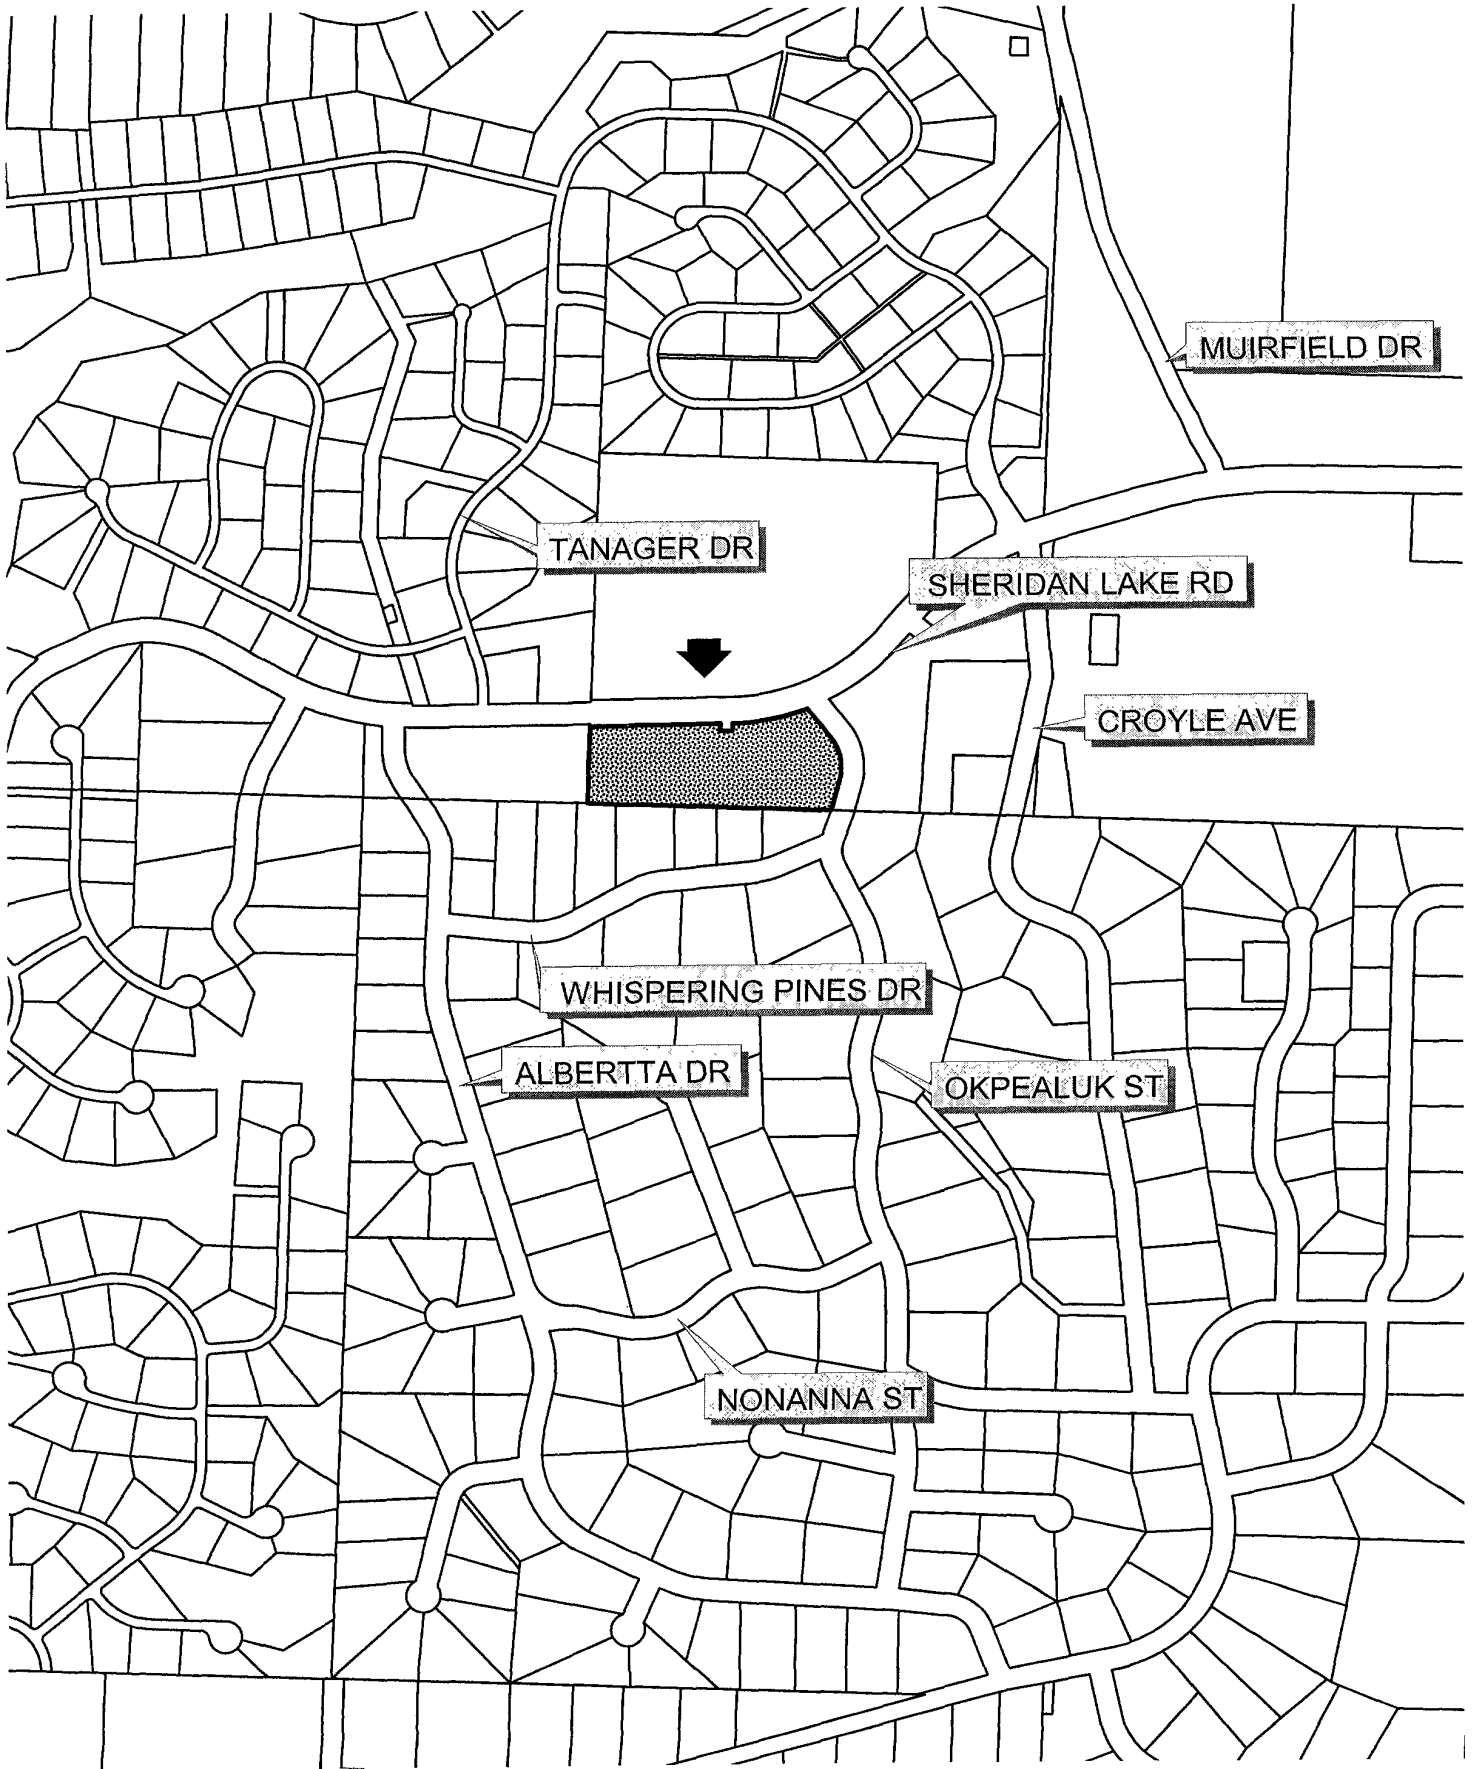 MUIRFIELD DR
TANAGER DR
SHERIDAN LAKE RD
CROYLE AVE
WHISPERING PINES DR
ALBERTTA DR
OKPEALUK ST
NONANNA ST